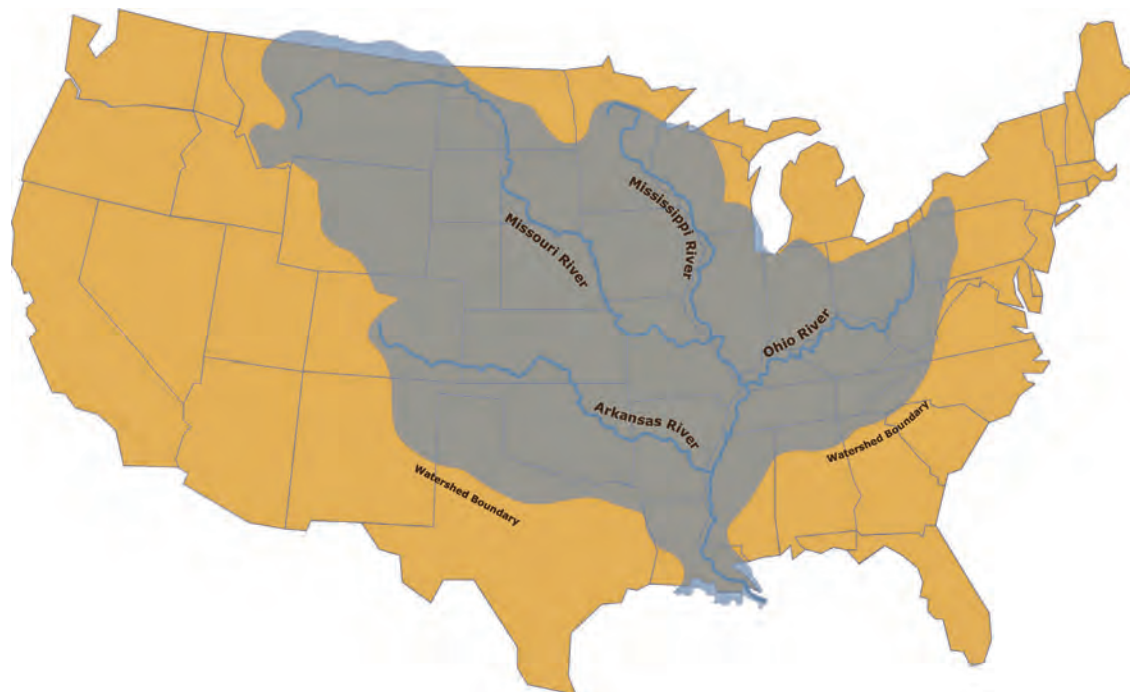 Mississippi River
Missouri River
Ohio River
Arkansas River
Watershed Boundary
Watershed Boundary